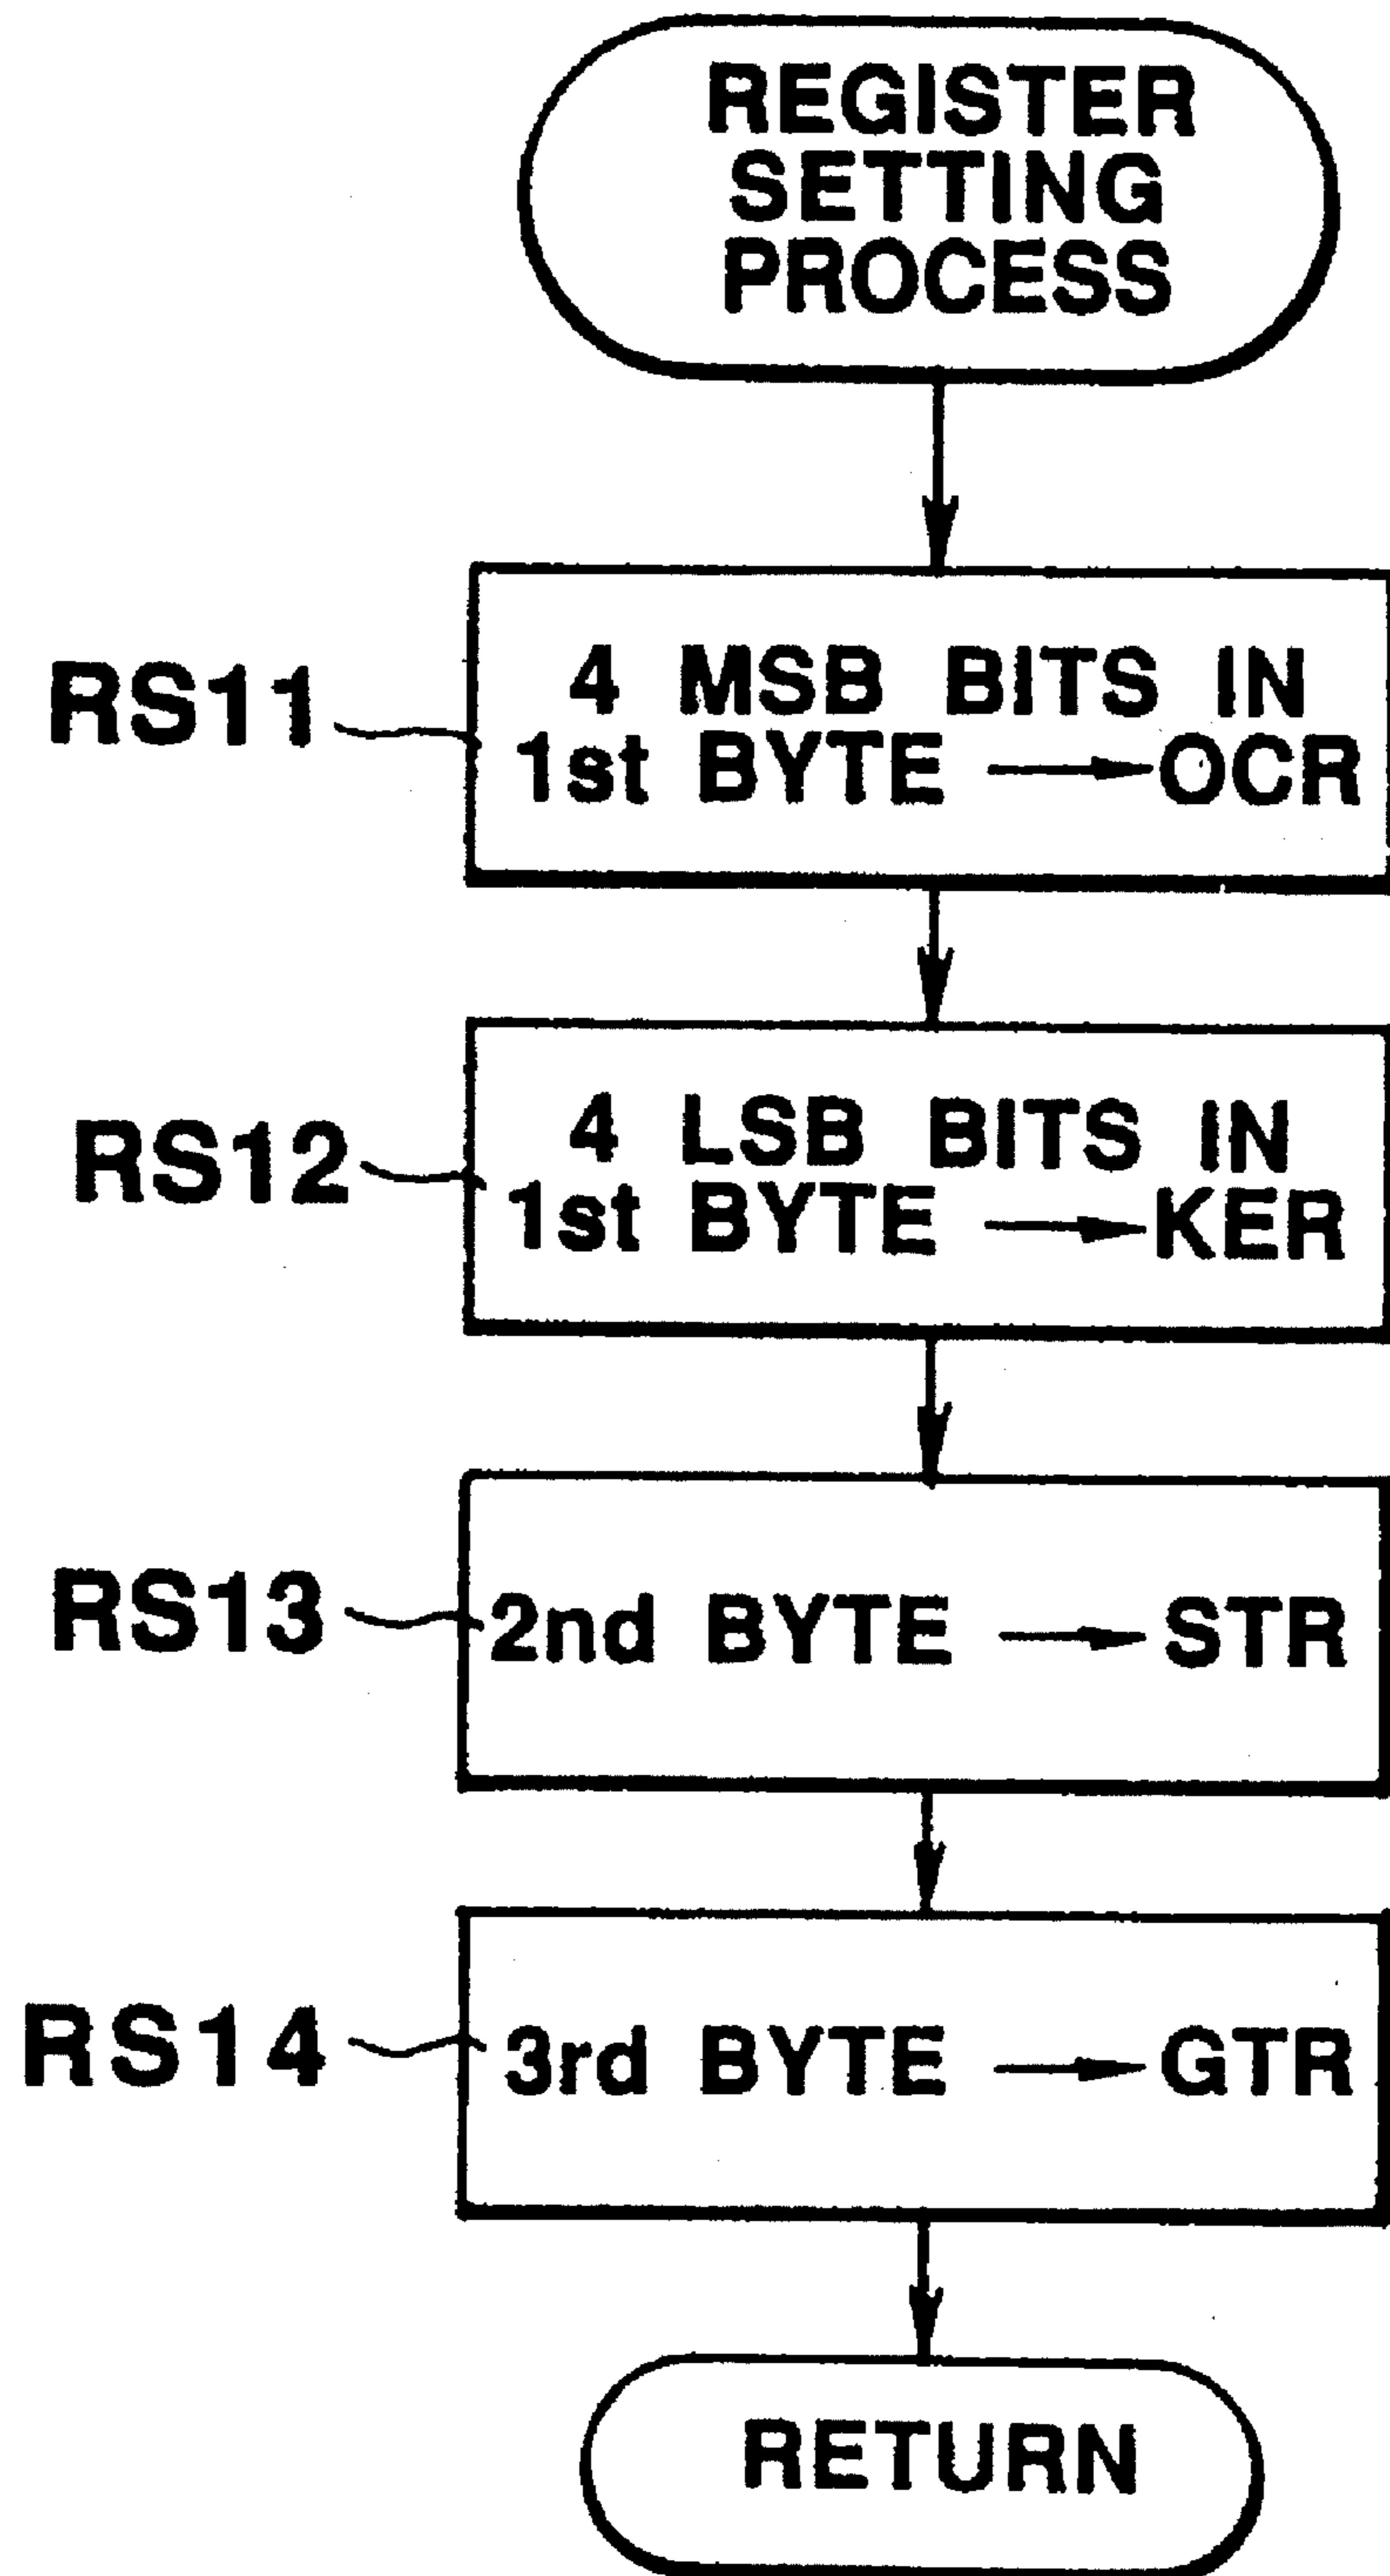 REGISTER
SETTING
PROCESS
RS11
4 MSB BITS IN
1st BYTE → OCR
RS12
4 LSB BITS IN
1st BYTE → KER
RS13
2nd BYTE → STR
RS14
3rd BYTE → GTR
RETURN